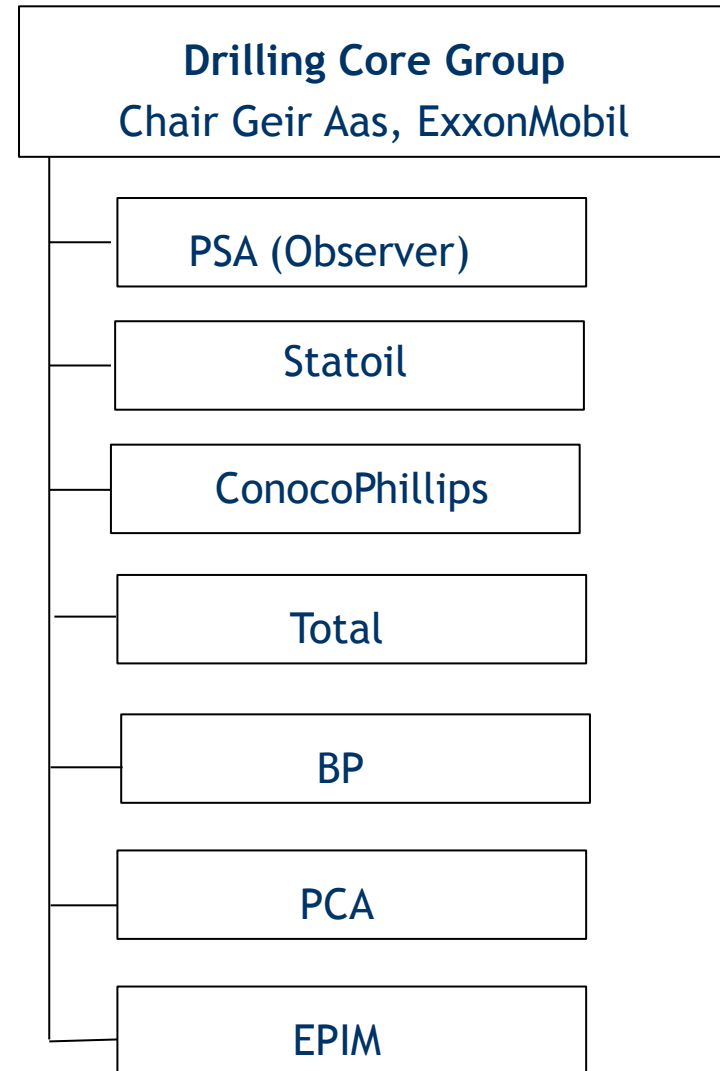 Drilling Core Group
Chair Geir Aas, ExxonMobil
PSA (Observer)
Statoil
ConocoPhillips
Total
BP
PCA
EPIM